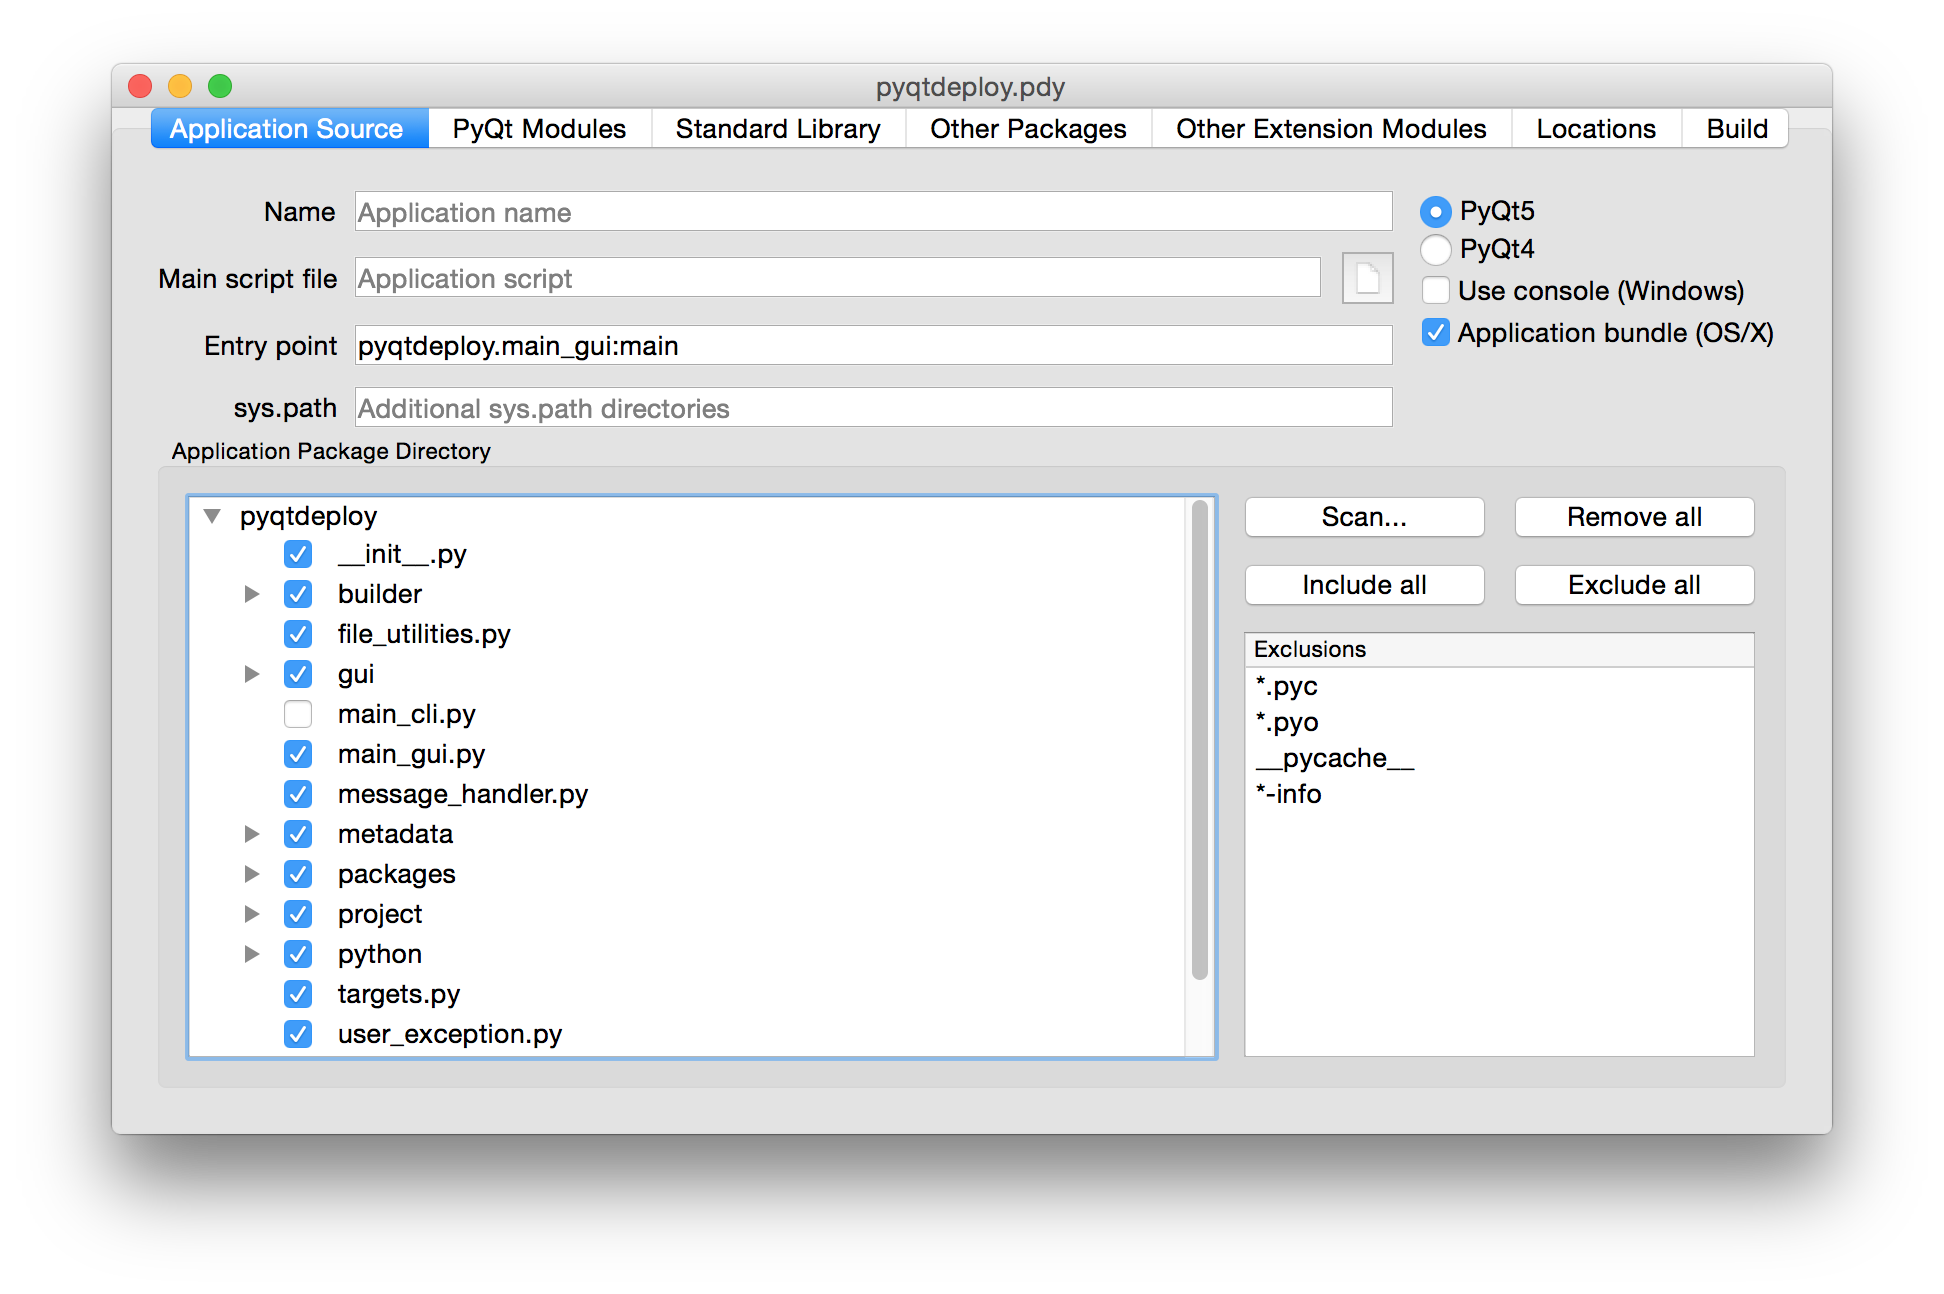 pyqtdeploy.pdy
Application Source PyQt Modules Standard Library Other Packages Other Extension Modules Locations Build
Name Application name
PyQt5
PyQt4
Main script file Application script
Use console (Windows)
Entry point pyqtdeploy.main_gui:main
Application bundle (OS/X)
sys.path Additional sys.path directories
Application Package Directory
pyqtdeploy
__init__.py
builder
file_utilities.py
gui
main_cli.py
main_gui.py
message_handler.py
metadata
packages
project
python
targets.py
user_exception.py
Scan... Remove all
Include all Exclude all
Exclusions
*.pyc
*.pyo
__pycache__
*-info